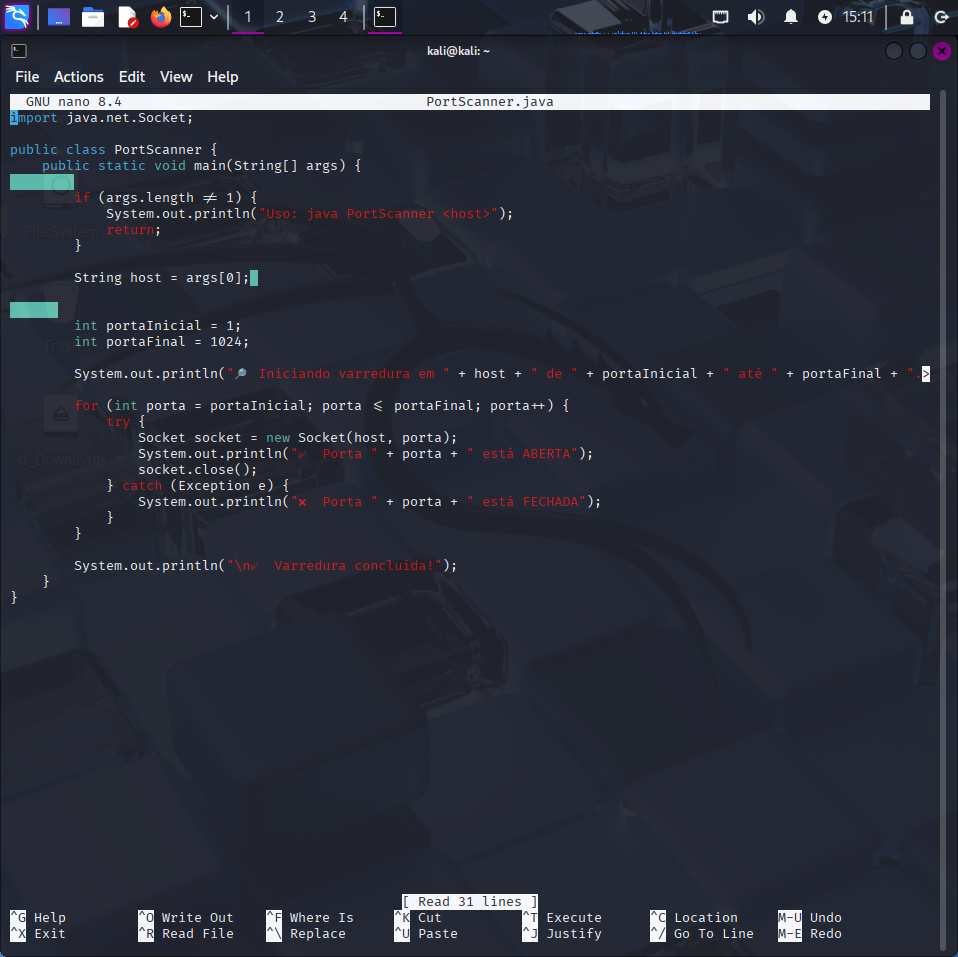 1 2 3 4 15:11
kali@kali: ~
File Actions Edit View Help
GNU nano 8.4 PortScanner.java
import java.net.Socket;
public class PortScanner {
public static void main(String[] args) {
if (args.length != 1) {
System.out.println("Uso: java PortScanner <host>");
return;
}
String host = args[0];
int portaInicial = 1;
int portaFinal = 1024;
System.out.println("🔎 Iniciando varredura em " + host + " de " + portaInicial + " até " + portaFinal + ".>
for (int porta = portaInicial; porta <= portaFinal; porta++) {
try {
Socket socket = new Socket(host, porta);
System.out.println("✅ Porta " + porta + " está ABERTA");
socket.close();
} catch (Exception e) {
System.out.println("❌ Porta " + porta + " está FECHADA");
}
}
System.out.println("\n✅ Varredura concluída!");
}
}
File System
Trash
sf_Downloads
[ Read 31 lines ]
^G Help ^O Write Out ^F Where Is ^K Cut ^T Execute ^C Location M-U Undo
^X Exit ^R Read File ^\ Replace ^U Paste ^J Justify ^/ Go To Line M-E Redo